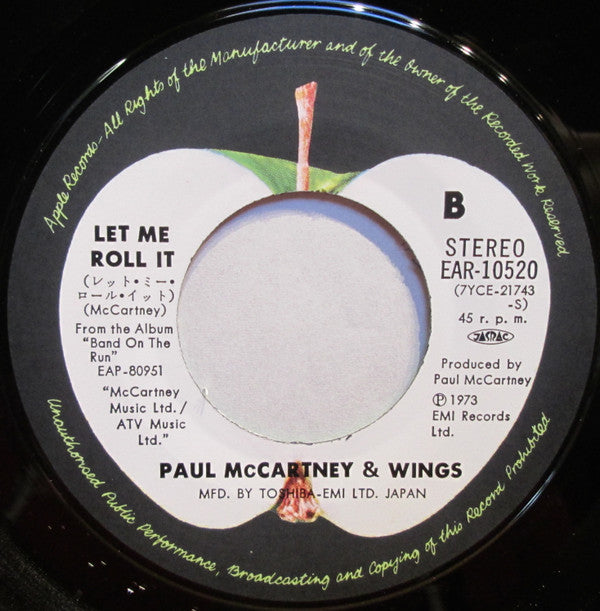 Apple Records-All Rights of the Manufacturer and of the Owner of the Recorded Work Reserved
LET ME
ROLL IT
(レット・ミー・
ロール・イット)
(McCartney)
From the Album
"Band On The
Run"
EAP-80951
"McCartney
Music Ltd./
ATV Music
Ltd."
B
STEREO
EAR-10520
(7YCE-21743
-S)
45 r. p. m.
JASRAC
Produced by
Paul McCartney
Ⓟ 1973
EMI Records
Ltd.
PAUL McCARTNEY & WINGS
MFD. BY TOSHIBA-EMI LTD. JAPAN
Unauthorised Public Performance, Broadcasting and Copying of this Record Prohibited